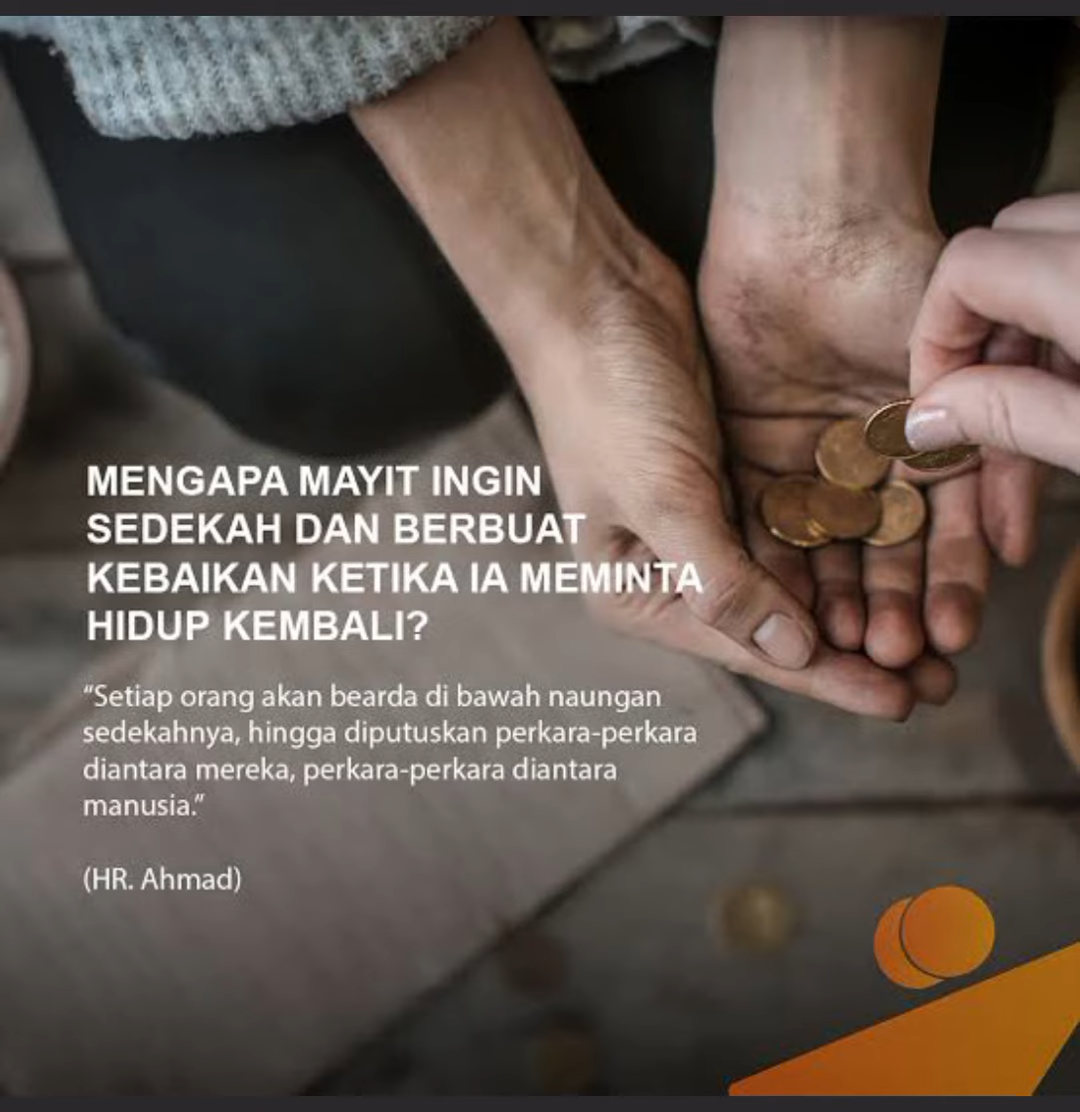 MENGAPA MAYIT INGIN
SEDEKAH DAN BERBUAT
KEBAIKAN KETIKA IA MEMINTA
HIDUP KEMBALI?
“Setiap orang akan bearda di bawah naungan
sedekahnya, hingga diputuskan perkara-perkara
diantara mereka, perkara-perkara diantara
manusia.”
(HR. Ahmad)